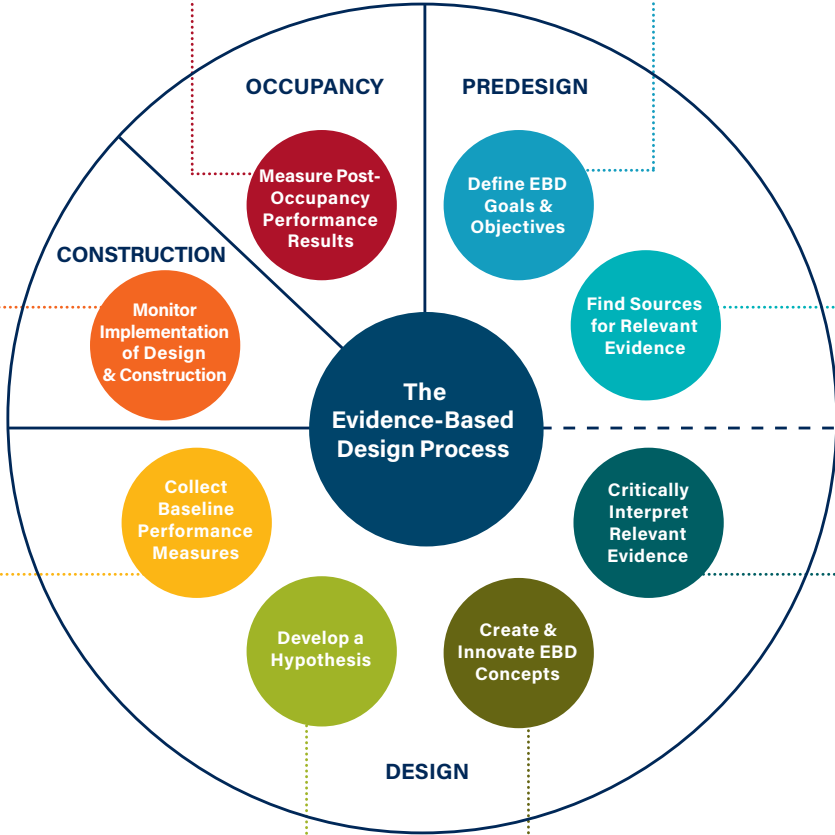 OCCUPANCY
PREDESIGN
Measure Post-
Occupancy
Performance
Results
Define EBD
Goals &
Objectives
CONSTRUCTION
Monitor
Implementation
of Design
& Construction
Find Sources
for Relevant
Evidence
The
Evidence-Based
Design Process
Collect
Baseline
Performance
Measures
Critically
Interpret
Relevant
Evidence
Develop a
Hypothesis
Create &
Innovate EBD
Concepts
DESIGN